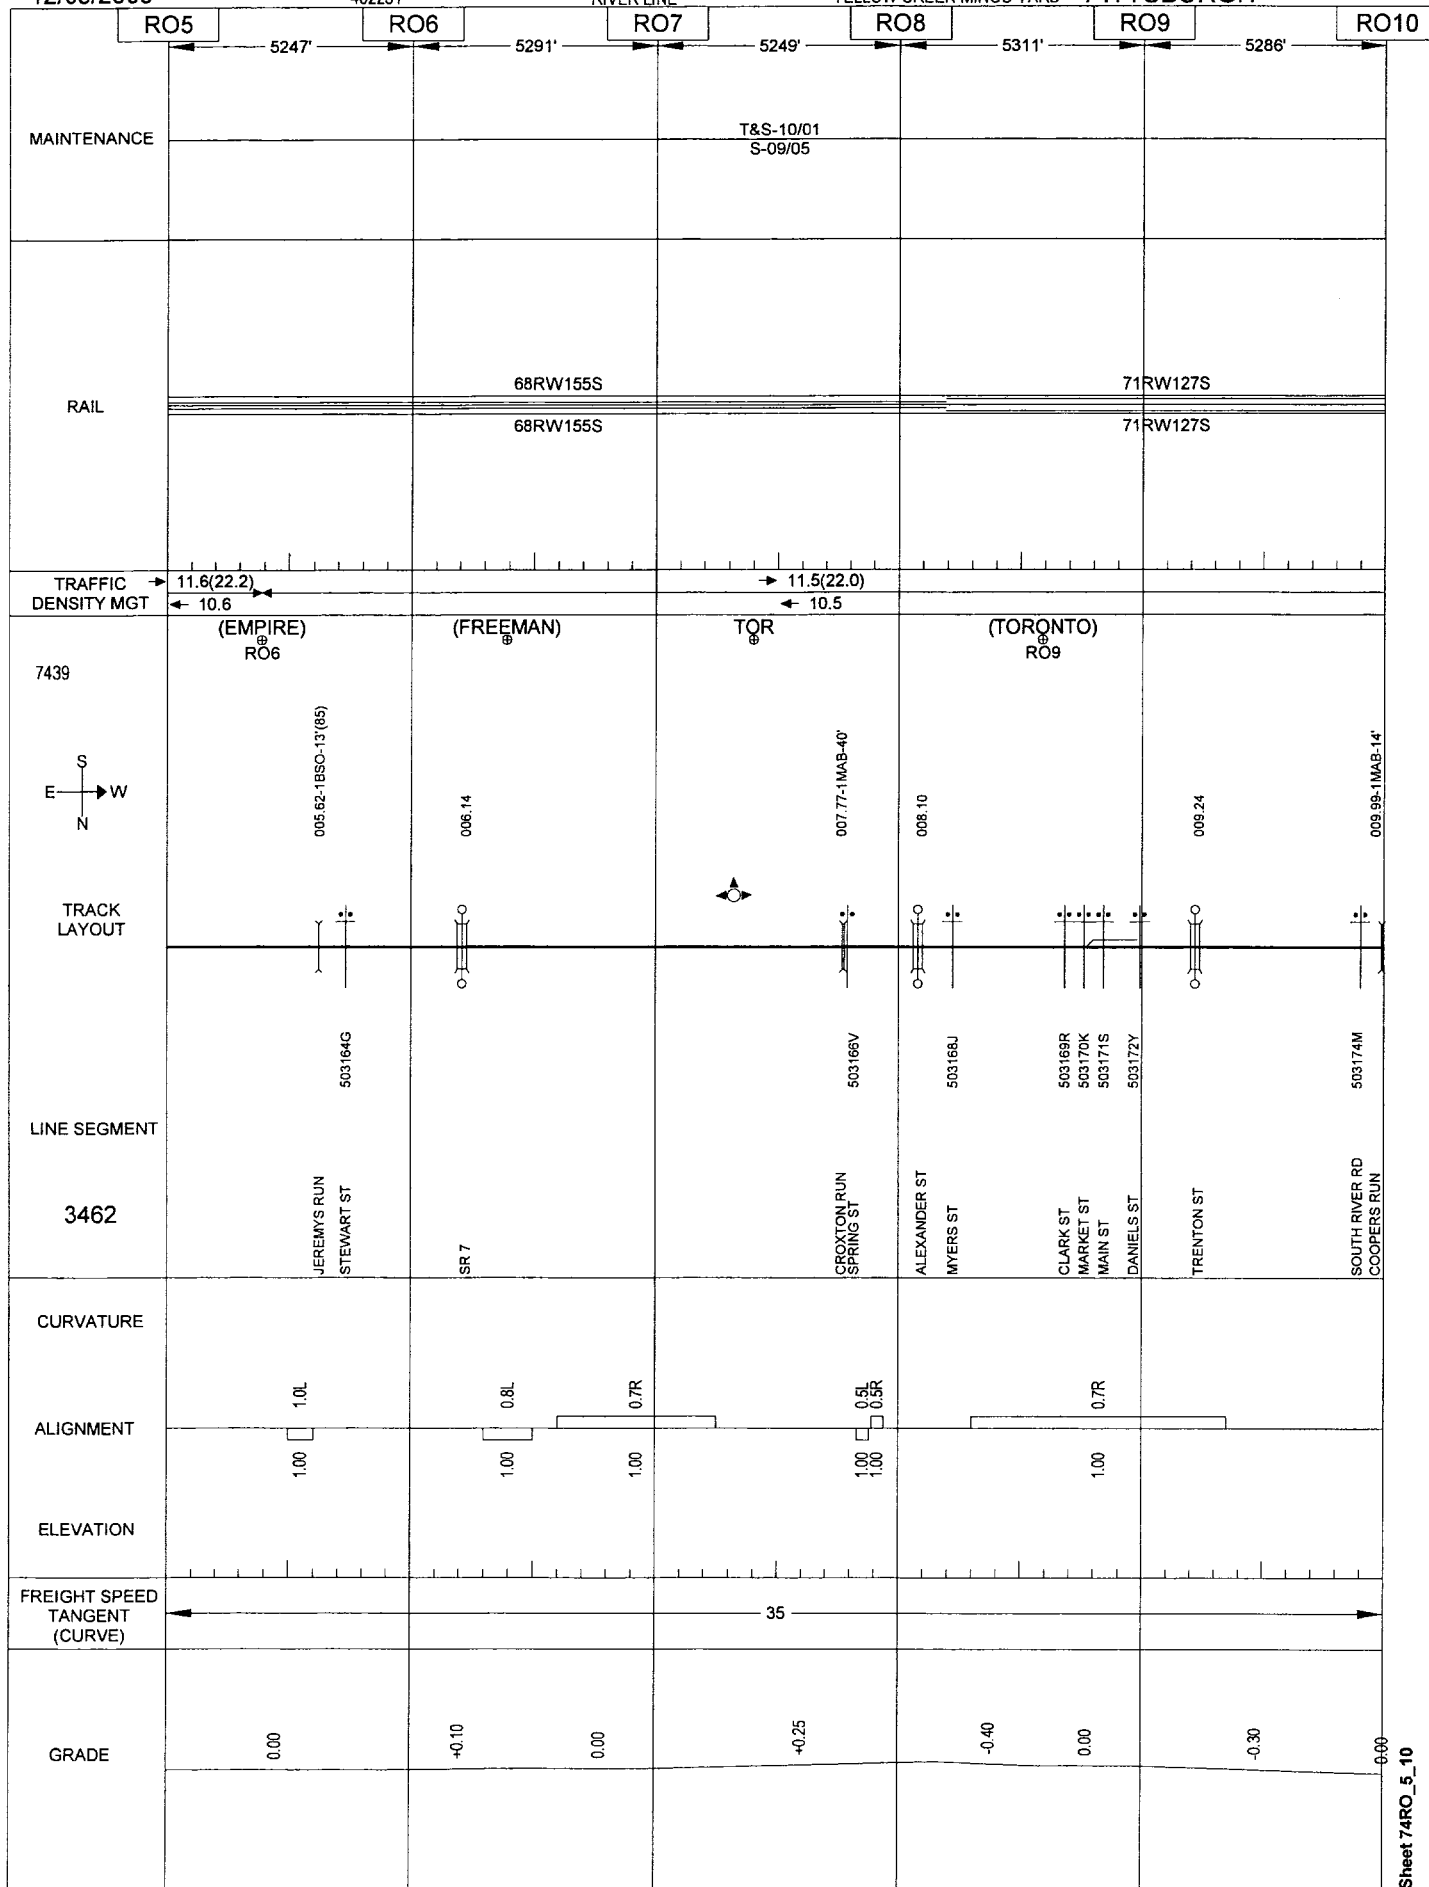 RIVER LINE
RO5 RO6 RO7 RO8 RO9 RO10
5247' 5291' 5249' 5311' 5286'
MAINTENANCE
T&S-10/01
S-09/05
RAIL
68RW155S 71RW127S
68RW155S 71RW127S
TRAFFIC
DENSITY MGT
11.6(22.2) 11.5(22.0)
10.6 10.5
(EMPIRE) (FREEMAN) TOR (TORONTO)
RO6 RO9
7439
S
E W
N
005.62-1BSO-13'(85)
006.14
007.77-1MAB-40'
008.10
009.24
009.99-1MAB-14'
TRACK
LAYOUT
503164G
503166V
503168J
503169R
503170K
503171S
503172Y
503174M
LINE SEGMENT
3462
JEREMYS RUN
STEWART ST
SR 7
CROXTON RUN
SPRING ST
ALEXANDER ST
MYERS ST
CLARK ST
MARKET ST
MAIN ST
DANIELS ST
TRENTON ST
SOUTH RIVER RD
COOPERS RUN
CURVATURE
1.0L 0.8L 0.7R 0.5L 0.5R 0.7R
ALIGNMENT
1.00 1.00 1.00 1.00 1.00 1.00
ELEVATION
FREIGHT SPEED
TANGENT
(CURVE)
35
GRADE
0.00 +0.10 0.00 +0.25 -0.40 0.00 -0.30 0.00
Sheet 74RO_5_10